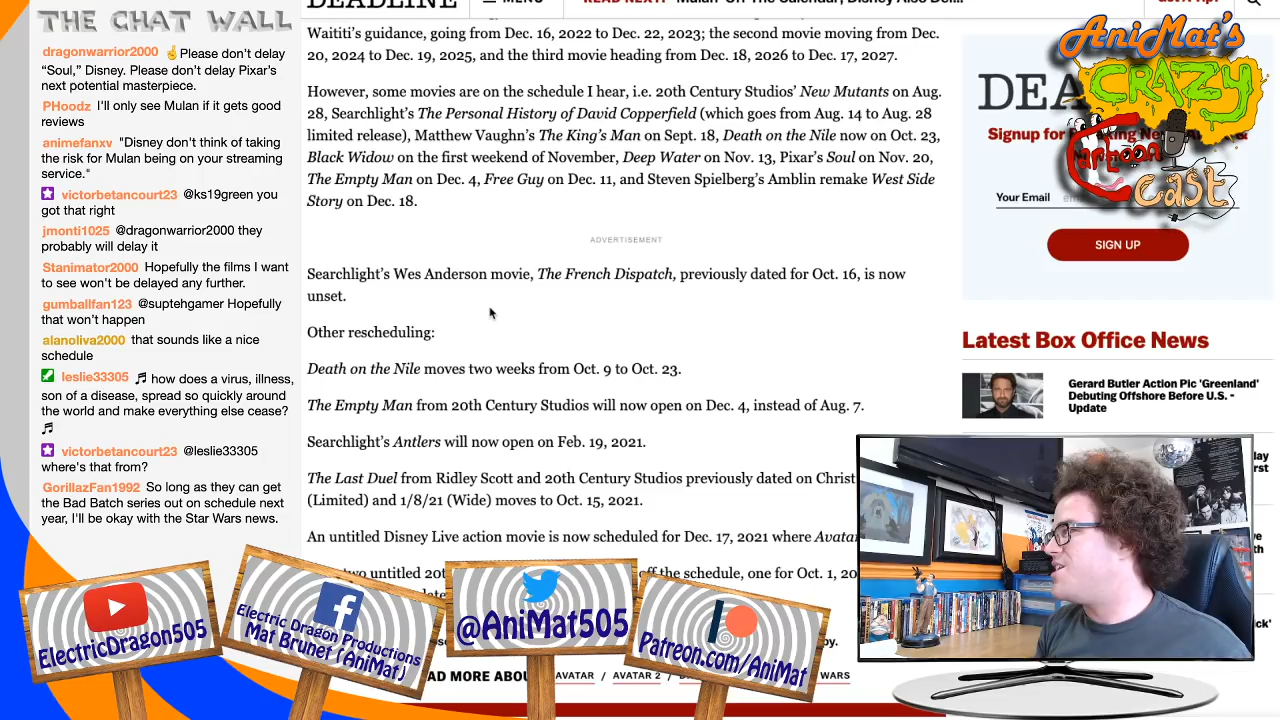 THE CHAT WALL
dragonwarrior2000 ☝Please don't delay
"Soul," Disney. Please don't delay Pixar's
next potential masterpiece.
PHoodz I'll only see Mulan if it gets good
reviews
animefanxv "Disney don't think of taking
the risk for Mulan being on your streaming
service."
victorbetancourt23 @ks19green you
got that right
jmonti1025 @dragonwarrior2000 they
probably will delay it
Stanimator2000 Hopefully the films I want
to see won't be delayed any further.
gumballfan123 @suptehgamer Hopefully
that won't happen
alanoliva2000 that sounds like a nice
schedule
leslie33305 🎵 how does a virus, illness,
son of a disease, spread so quickly around
the world and make everything else cease?
🎵
victorbetancourt23 @leslie33305
where's that from?
GorillazFan1992 So long as they can get
the Bad Batch series out on schedule next
year, I'll be okay with the Star Wars news.
DEADLINE
MENU
READ NEXT:
Waititi's guidance, going from Dec. 16, 2022 to Dec. 22, 2023; the second movie moving from Dec.
20, 2024 to Dec. 19, 2025, and the third movie heading from Dec. 18, 2026 to Dec. 17, 2027.
However, some movies are on the schedule I hear, i.e. 20th Century Studios' New Mutants on Aug.
28, Searchlight's The Personal History of David Copperfield (which goes from Aug. 14 to Aug. 28
limited release), Matthew Vaughn's The King's Man on Sept. 18, Death on the Nile now on Oct. 23,
Black Widow on the first weekend of November, Deep Water on Nov. 13, Pixar's Soul on Nov. 20,
The Empty Man on Dec. 4, Free Guy on Dec. 11, and Steven Spielberg's Amblin remake West Side
Story on Dec. 18.
ADVERTISEMENT
Searchlight's Wes Anderson movie, The French Dispatch, previously dated for Oct. 16, is now
unset.
Other rescheduling:
Death on the Nile moves two weeks from Oct. 9 to Oct. 23.
The Empty Man from 20th Century Studios will now open on Dec. 4, instead of Aug. 7.
Searchlight's Antlers will now open on Feb. 19, 2021.
The Last Duel from Ridley Scott and 20th Century Studios previously dated on Christ
(Limited) and 1/8/21 (Wide) moves to Oct. 15, 2021.
An untitled Disney Live action movie is now scheduled for Dec. 17, 2021 where Avatar
two untitled 20t off the schedule, one for Oct. 1, 20
AD MORE ABOU AVATAR / AVATAR 2 / WARS
AniMat's
CRAZY
Cartoon
Cast
DEA
Signup for
Your Email
SIGN UP
Latest Box Office News
Gerard Butler Action Pic 'Greenland'
Debuting Offshore Before U.S. -
Update
ElectricDragon505
Electric Dragon Productions
Mat Brunet (AniMat)
@AniMat505
Patreon.com/AniMat